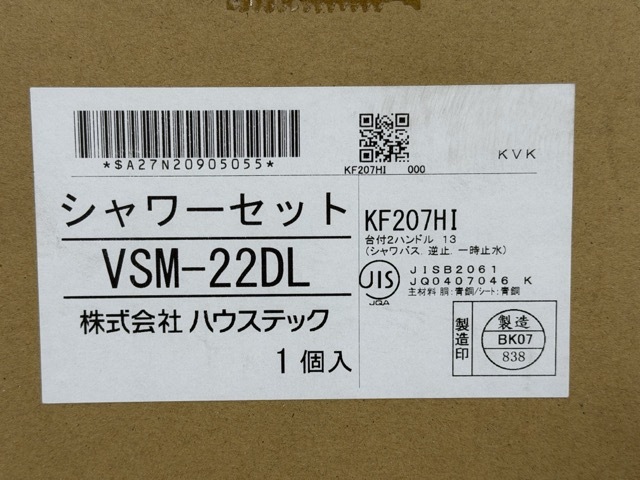 *$A27N20905055*
KF207HI 000
KVK
シャワーセット
VSM-22DL
株式会社 ハウステック
1個入
KF207HI
台付2ハンドル 13
(シャワバス, 逆止, 一時止水)
JIS
JQA
JISB2061
JQ0407046 K
主材料 胴:青銅/シート:青銅
製造印
製造
BK07
838